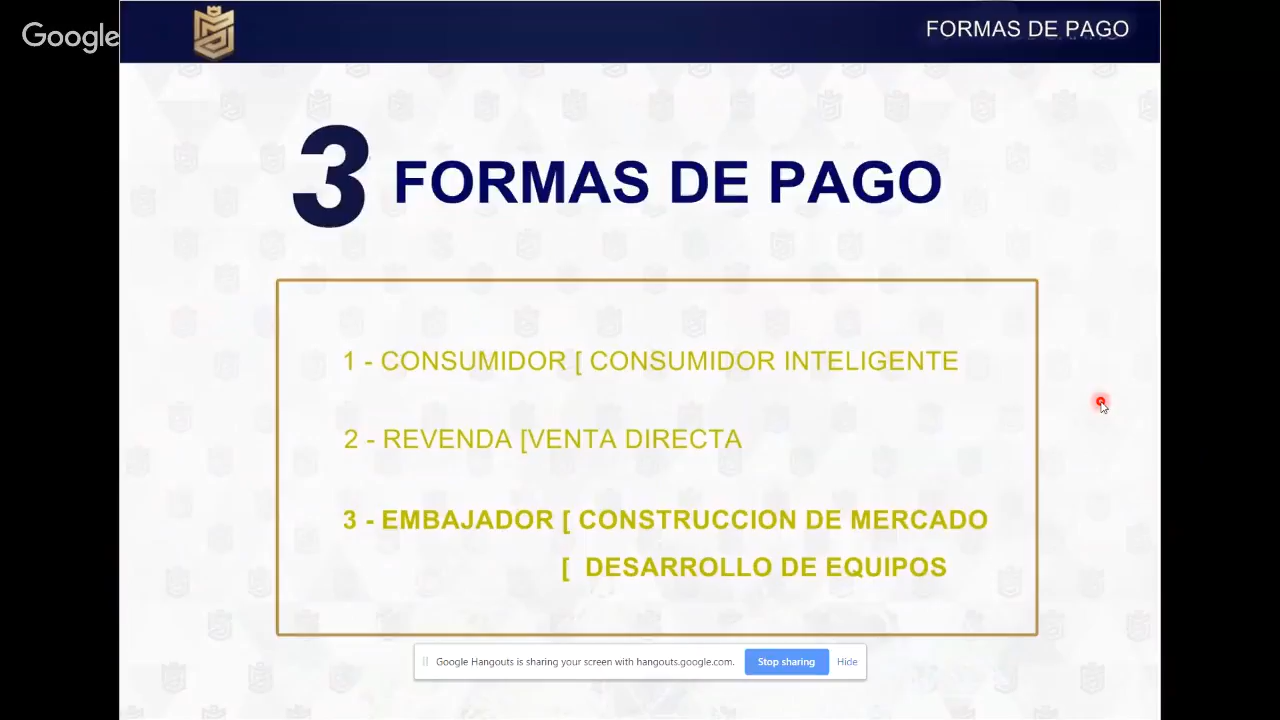 Google
FORMAS DE PAGO
3 FORMAS DE PAGO
1 - CONSUMIDOR [ CONSUMIDOR INTELIGENTE
2 - REVENDA [VENTA DIRECTA
3 - EMBAJADOR [ CONSTRUCCION DE MERCADO
[ DESARROLLO DE EQUIPOS
Google Hangouts is sharing your screen with hangouts.google.com. Stop sharing Hide